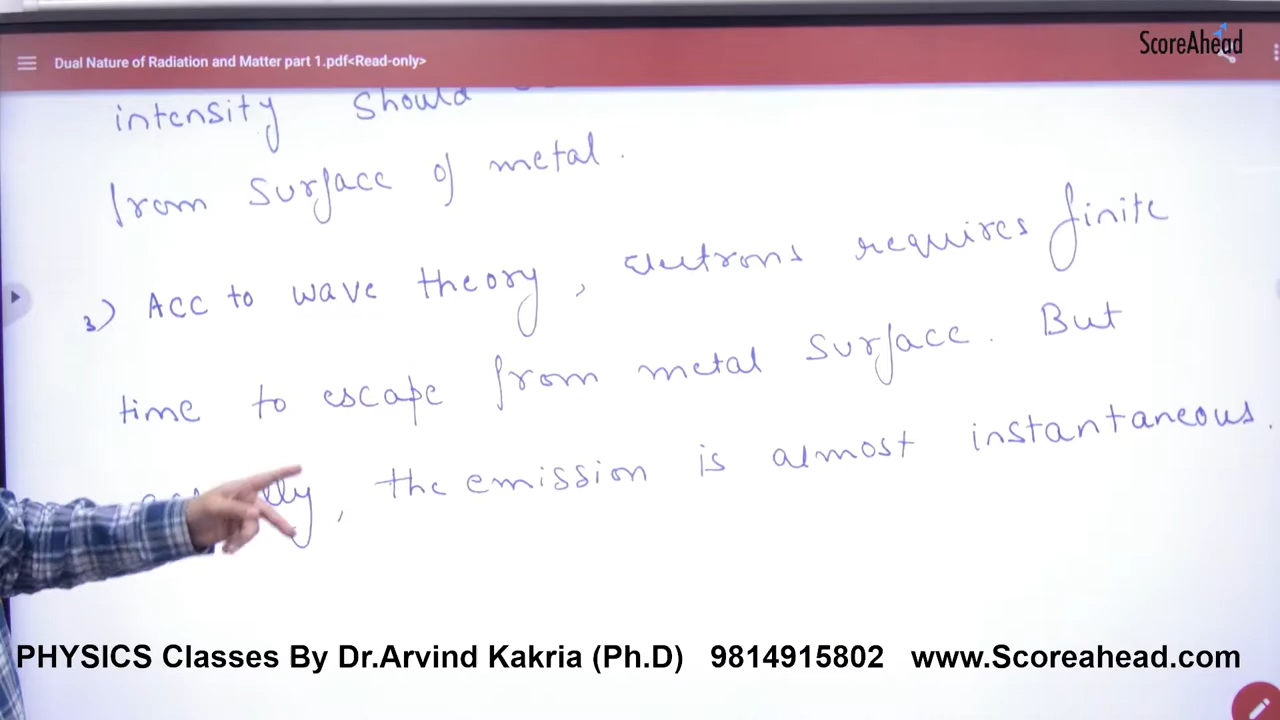 ScoreAhead
Dual Nature of Radiation and Matter part 1.pdf<Read-only>
intensity should
from surface of metal.
3) Acc to wave theory, electrons requires finite
time to escape from metal surface. But
the emission is almost instantaneous.
PHYSICS Classes By Dr.Arvind Kakria (Ph.D) 9814915802 www.Scoreahead.com